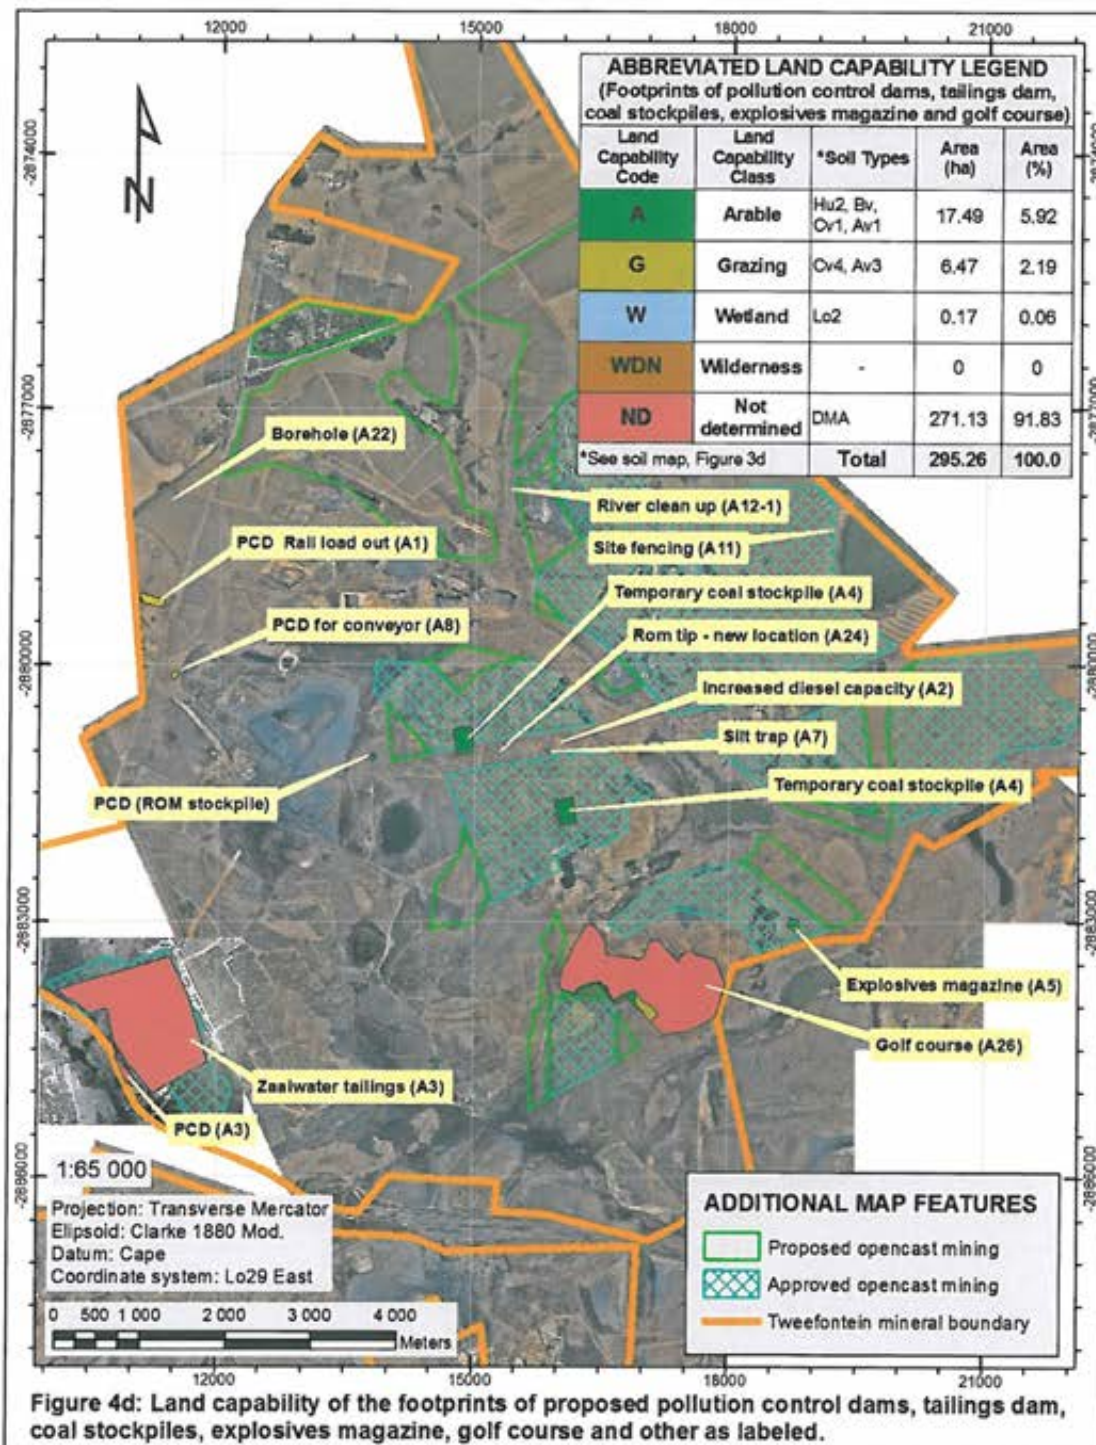 12000 15000 18000 21000
ABBREVIATED LAND CAPABILITY LEGEND
(Footprints of pollution control dams, tailings dam,
coal stockpiles, explosives magazine and golf course)
Land Capability Code Land Capability Class *Soil Types Area (ha) Area (%)
A Arable Hu2, Bv, Cv1, Av1 17.49 5.92
G Grazing Cv4, Av3 6.47 2.19
W Wetland Lo2 0.17 0.06
WDN Wilderness - 0 0
ND Not determined DMA 271.13 91.83
*See soil map, Figure 3d Total 295.26 100.0
N
-2874000
-2874000
-2877000
-2877000
Borehole (A22)
River clean up (A12-1)
PCD Rail load out (A1)
Site fencing (A11)
Temporary coal stockpile (A4)
PCD for conveyor (A8)
Rom tip - new location (A24)
-2880000
-2880000
Increased diesel capacity (A2)
Silt trap (A7)
PCD (ROM stockpile)
Temporary coal stockpile (A4)
-2883000
-2883000
Explosives magazine (A5)
Golf course (A26)
Zaaiwater tailings (A3)
PCD (A3)
-2886000
-2886000
1:65 000
Projection: Transverse Mercator
Elipsoid: Clarke 1880 Mod.
Datum: Cape
Coordinate system: Lo29 East
0 500 1 000 2 000 3 000 4 000
Meters
ADDITIONAL MAP FEATURES
Proposed opencast mining
Approved opencast mining
Tweefontein mineral boundary
12000 15000 18000 21000
Figure 4d: Land capability of the footprints of proposed pollution control dams, tailings dam,
coal stockpiles, explosives magazine, golf course and other as labeled.